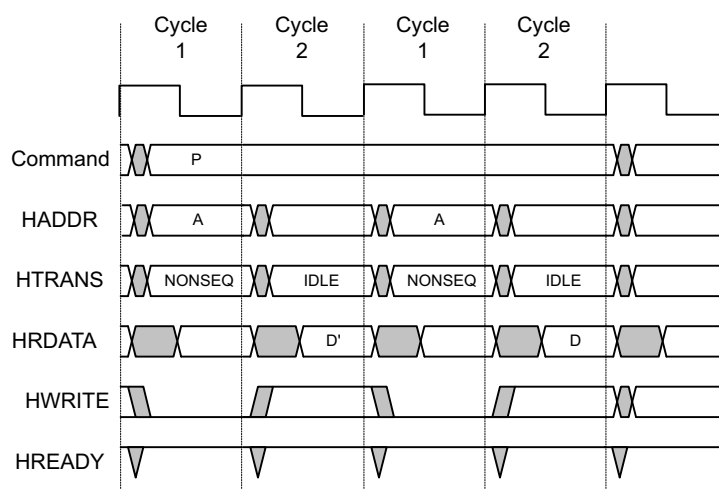 Cycle 1
Cycle 2
Cycle 1
Cycle 2
Command P
HADDR A A
HTRANS NONSEQ IDLE NONSEQ IDLE
HRDATA D' D
HWRITE
HREADY